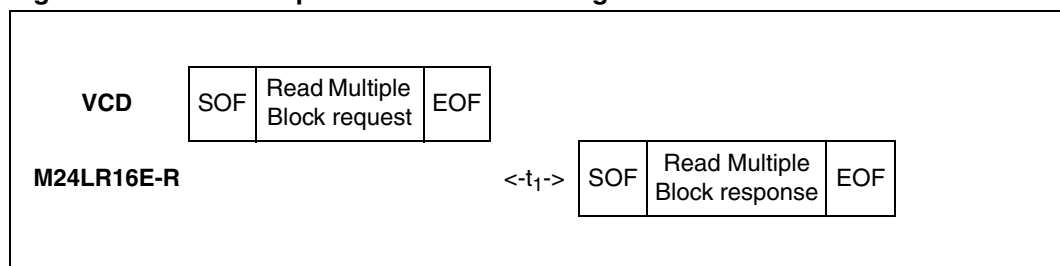 VCD SOF Read Multiple Block request EOF
M24LR16E-R <-t1-> SOF Read Multiple Block response EOF